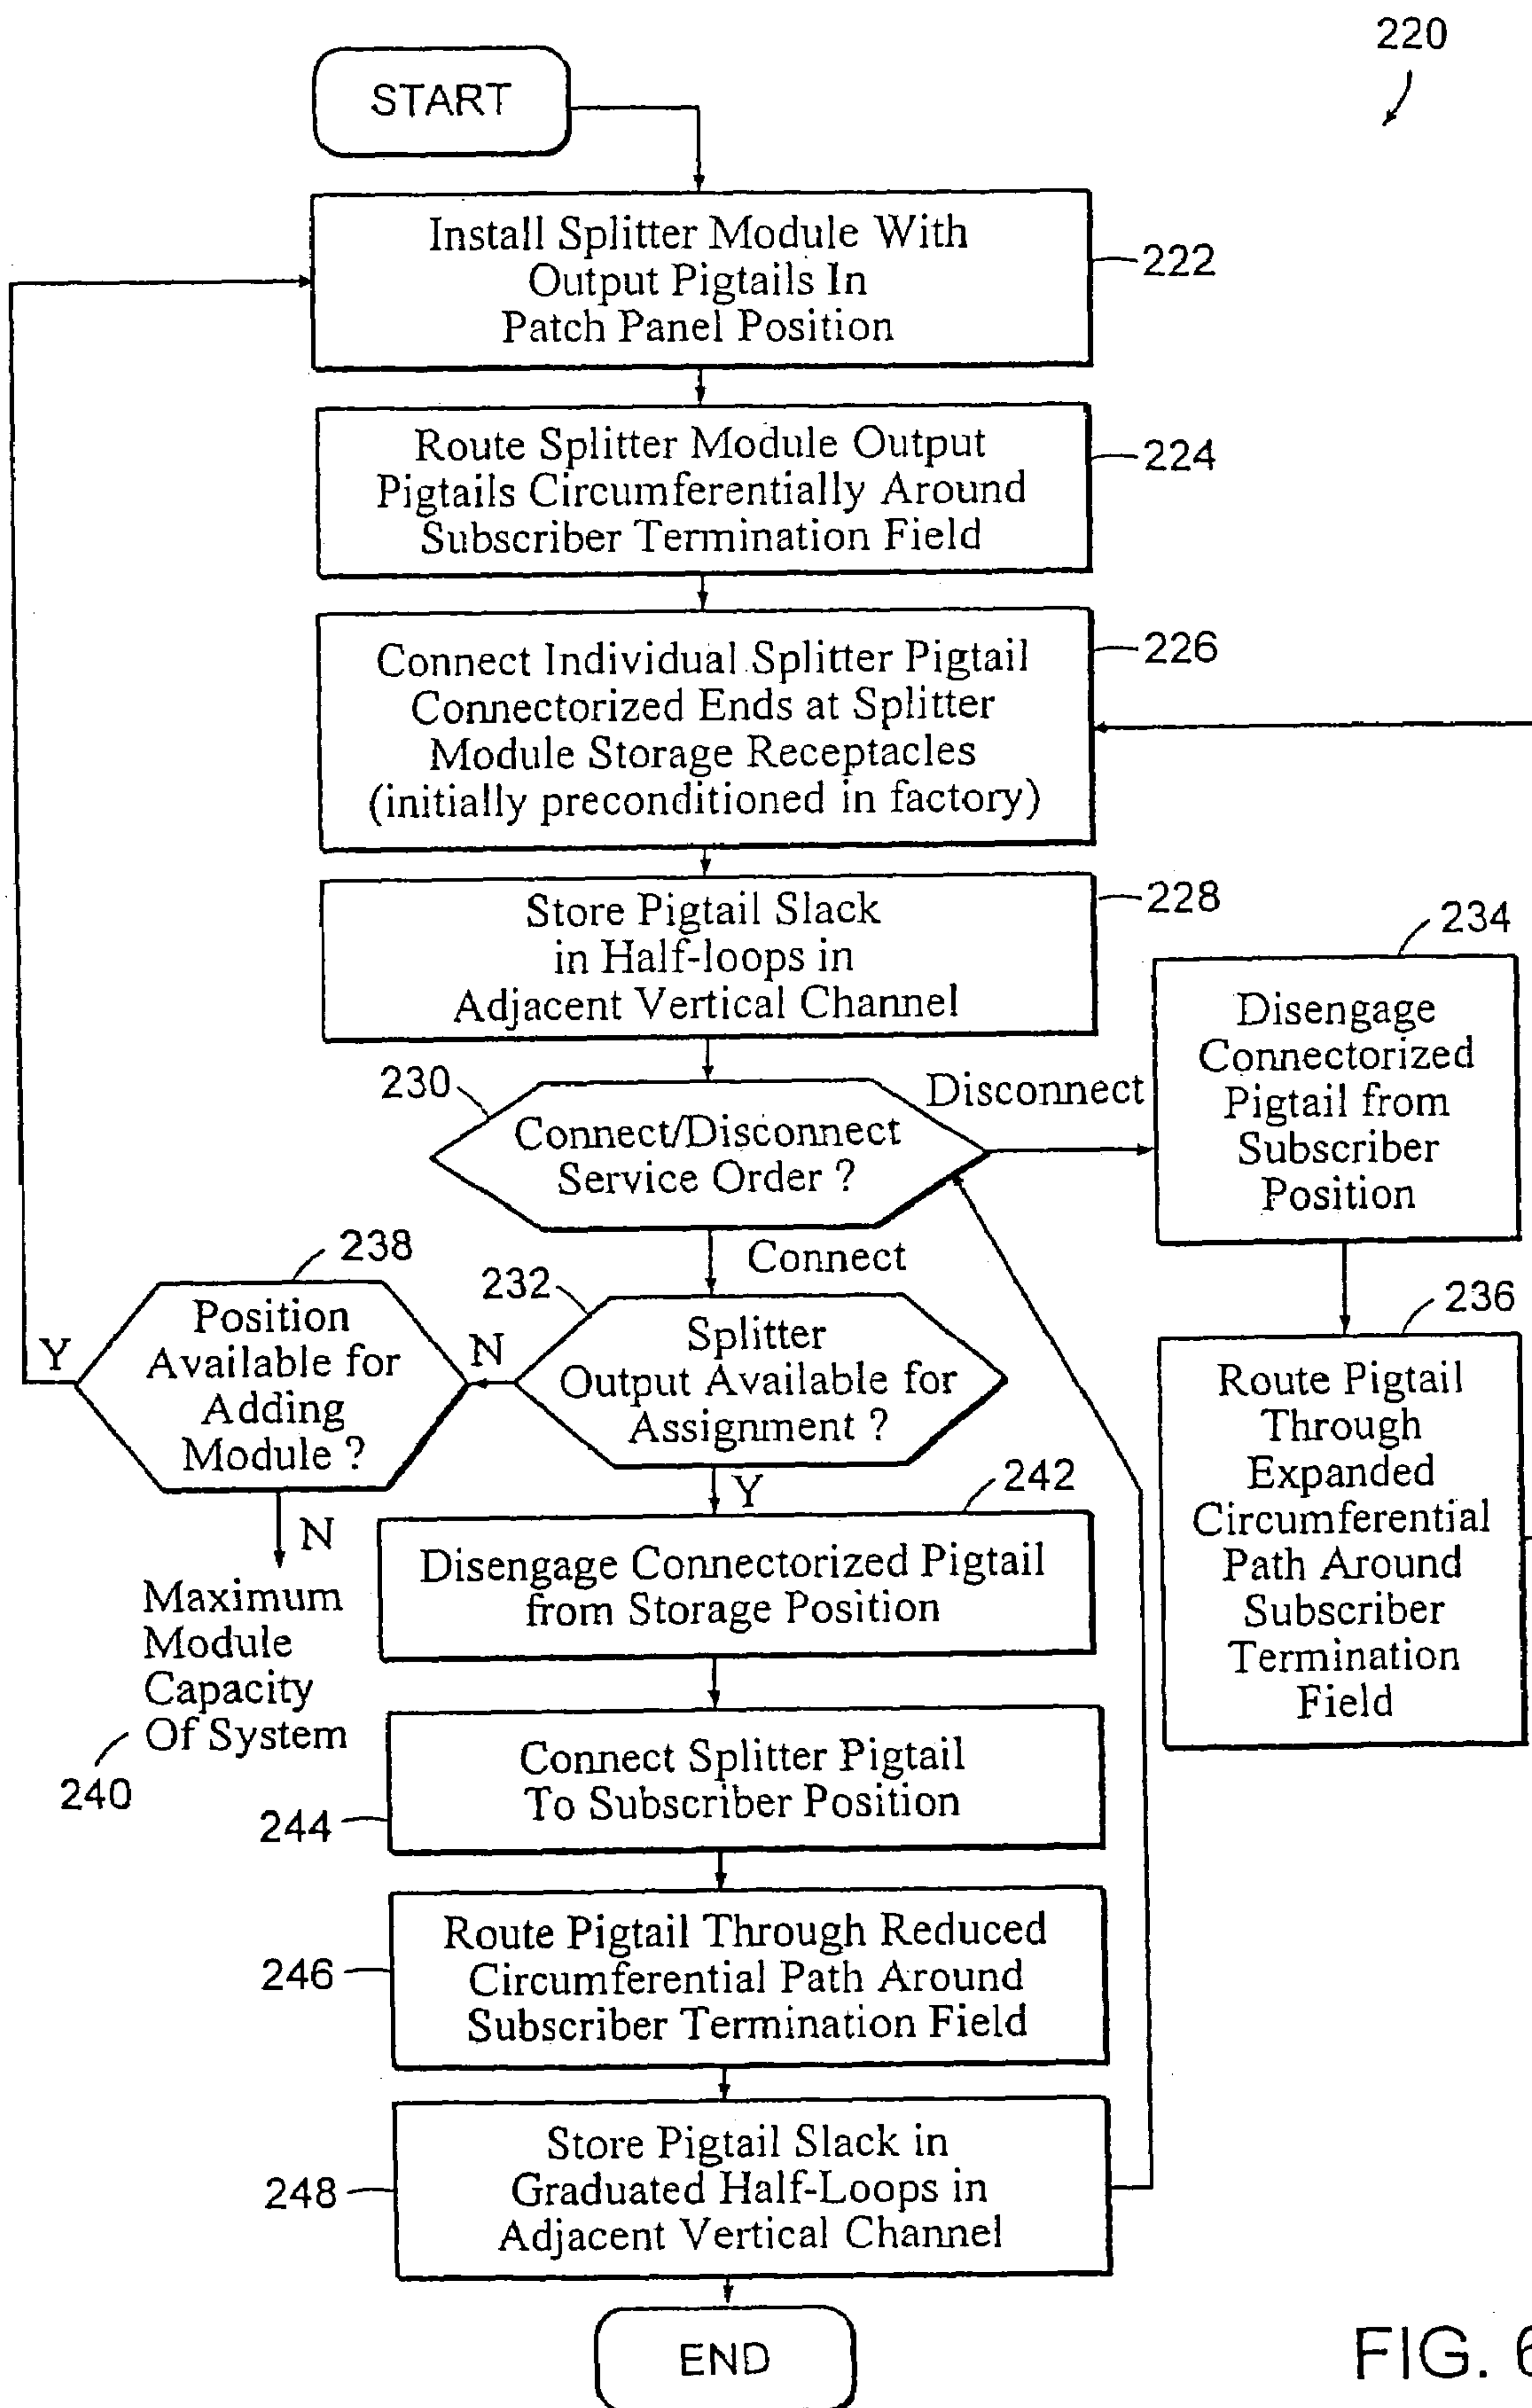 220
START
Install Splitter Module With
Output Pigtails In
Patch Panel Position
222
Route Splitter Module Output
Pigtails Circumferentially Around
Subscriber Termination Field
224
Connect Individual Splitter Pigtail
Connectorized Ends at Splitter
Module Storage Receptacles
(initially preconditioned in factory)
226
Store Pigtail Slack
in Half-loops in
Adjacent Vertical Channel
228
234
Disengage
Connectorized
Pigtail from
Subscriber
Position
230
Connect/Disconnect
Service Order ?
Disconnect
Connect
238
Position
Available for
Adding
Module ?
Y
N
232
Splitter
Output Available for
Assignment ?
N
Y
236
Route Pigtail
Through
Expanded
Circumferential
Path Around
Subscriber
Termination
Field
Maximum
Module
Capacity
Of System
240
242
Disengage Connectorized Pigtail
from Storage Position
Connect Splitter Pigtail
To Subscriber Position
244
Route Pigtail Through Reduced
Circumferential Path Around
Subscriber Termination Field
246
Store Pigtail Slack in
Graduated Half-Loops in
Adjacent Vertical Channel
248
END
FIG. 6